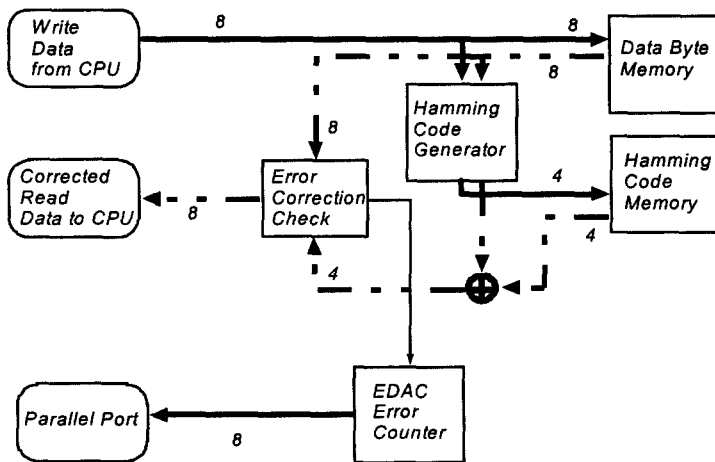 8
8
Write
Data
from CPU
Data Byte
Memory
8
Hamming
Code
Generator
8
Hamming
Code
Memory
4
Corrected
Read
Data to CPU
Error
Correction
Check
8
4
4
EDAC
Error
Counter
Parallel Port
8